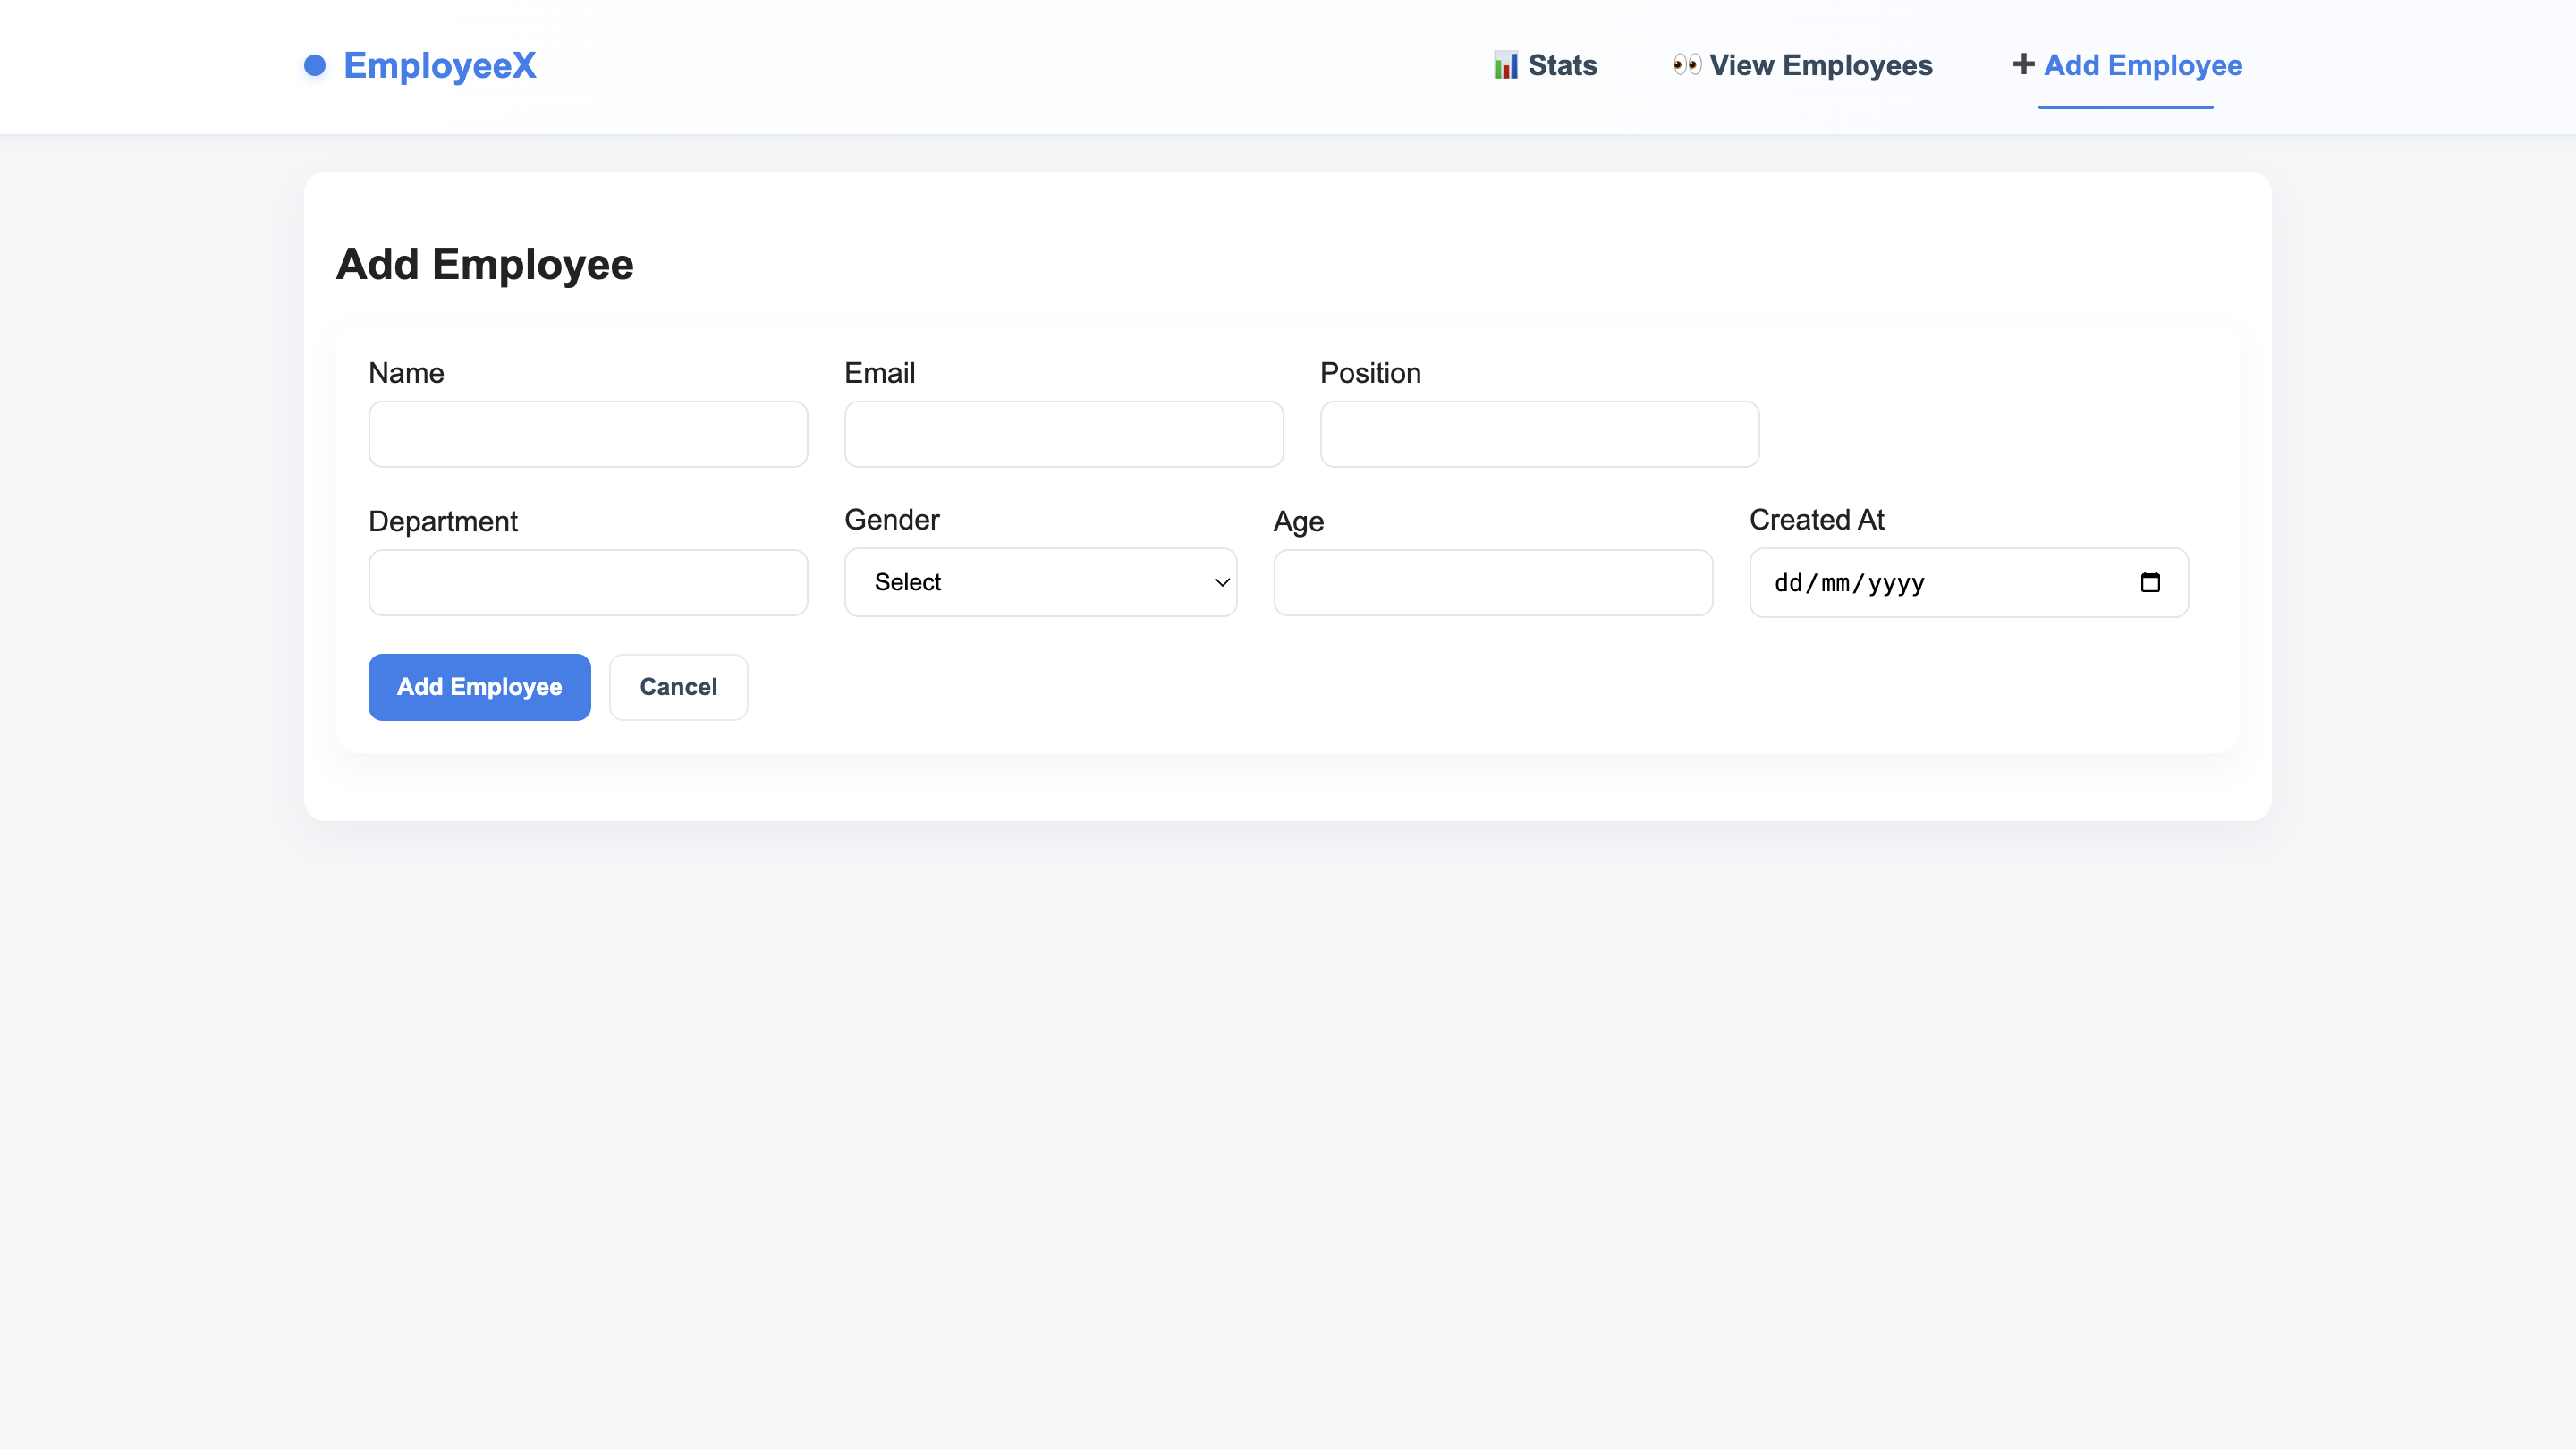 EmployeeX
📊 Stats
👀 View Employees
➕ Add Employee
Add Employee
Name
Email
Position
Department
Gender
Age
Created At
Select
dd/mm/yyyy
Add Employee
Cancel